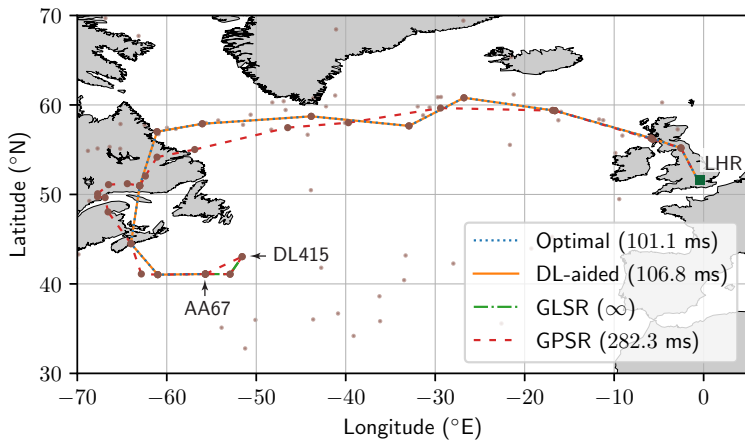 70
60
50
40
30
Latitude (°N)
LHR
DL415
AA67
Optimal (101.1 ms)
DL-aided (106.8 ms)
GLSR (∞)
GPSR (282.3 ms)
−70 −60 −50 −40 −30 −20 −10 0
Longitude (°E)